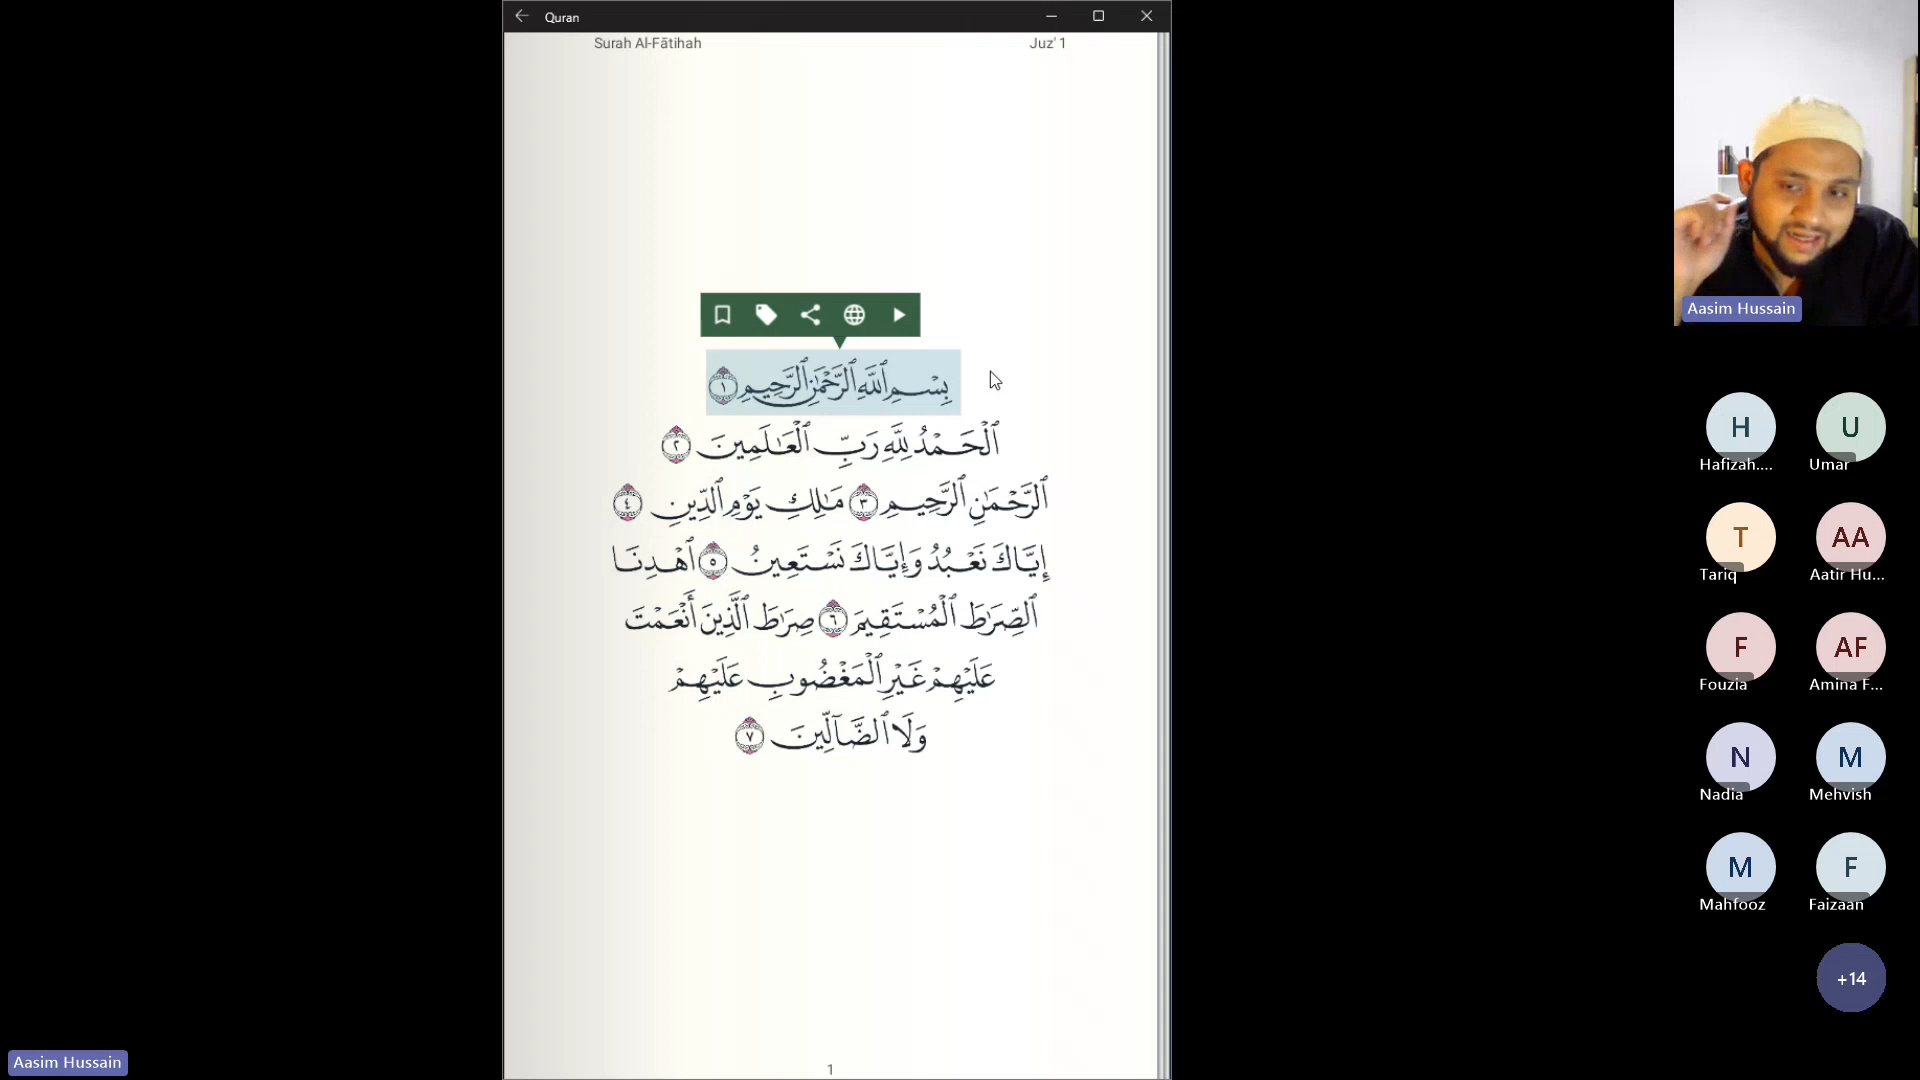 Quran
Surah Al-Fātihah
Juz' 1
بِسْمِ ٱللَّهِ ٱلرَّحْمَٰنِ ٱلرَّحِيمِ ١
ٱلْحَمْدُ لِلَّهِ رَبِّ ٱلْعَٰلَمِينَ ٢
ٱلرَّحْمَٰنِ ٱلرَّحِيمِ ٣ مَٰلِكِ يَوْمِ ٱلدِّينِ ٤
إِيَّاكَ نَعْبُدُ وَإِيَّاكَ نَسْتَعِينُ ٥ ٱهْدِنَا
ٱلصِّرَٰطَ ٱلْمُسْتَقِيمَ ٦ صِرَٰطَ ٱلَّذِينَ أَنْعَمْتَ
عَلَيْهِمْ غَيْرِ ٱلْمَغْضُوبِ عَلَيْهِمْ
وَلَا ٱلضَّآلِّينَ ٧
1
Aasim Hussain
H
Hafizah....
U
Umar
T
Tariq
AA
Aatir Hu...
F
Fouzia
AF
Amina F...
N
Nadia
M
Mehvish
M
Mahfooz
F
Faizaan
+14
Aasim Hussain